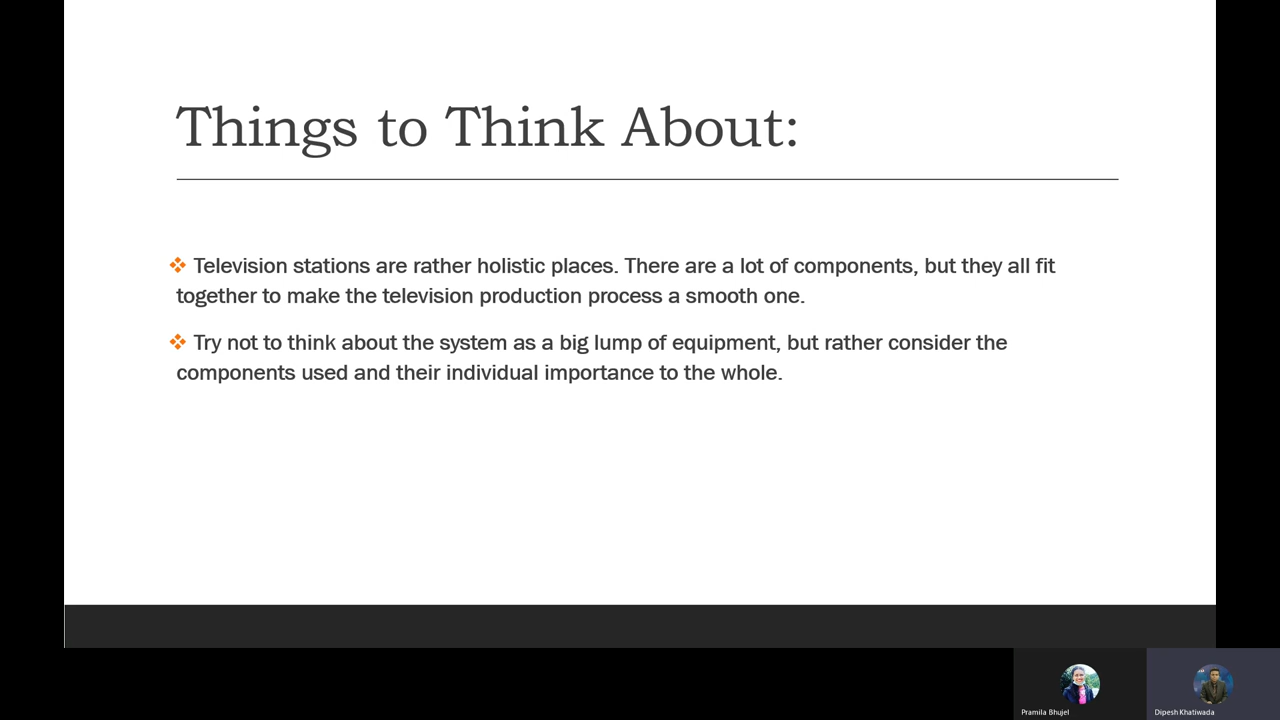 Things to Think About:
❖ Television stations are rather holistic places. There are a lot of components, but they all fit
together to make the television production process a smooth one.
❖ Try not to think about the system as a big lump of equipment, but rather consider the
components used and their individual importance to the whole.
Pramila Bhujel
Dipesh Khatiwada